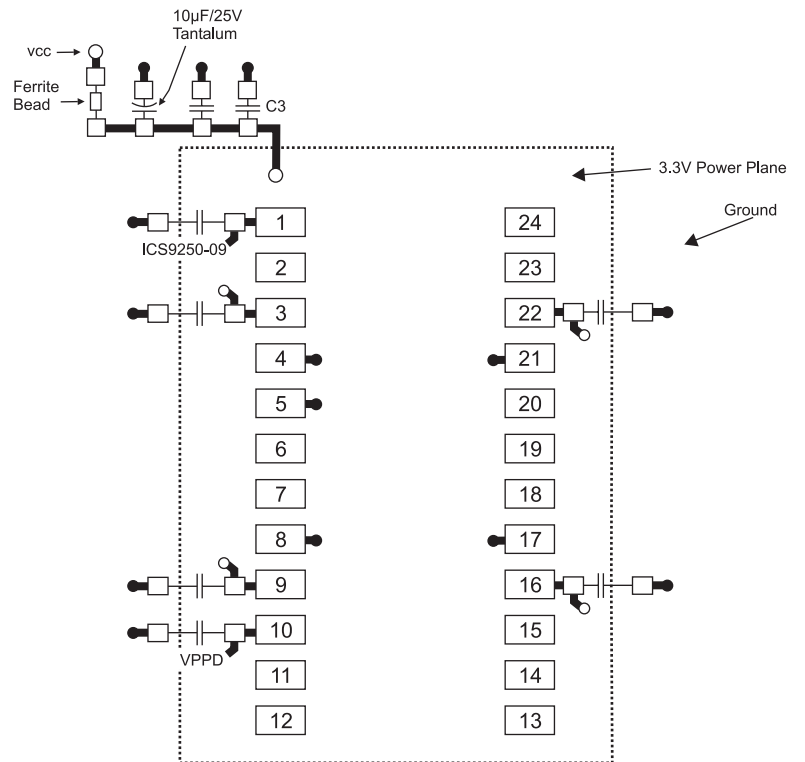 10µF/25V
Tantalum
vcc
Ferrite
Bead
C3
3.3V Power Plane
Ground
1
24
ICS9250-09
2
23
3
22
4
21
5
20
6
19
7
18
8
17
9
16
10
15
VPPD
11
14
12
13